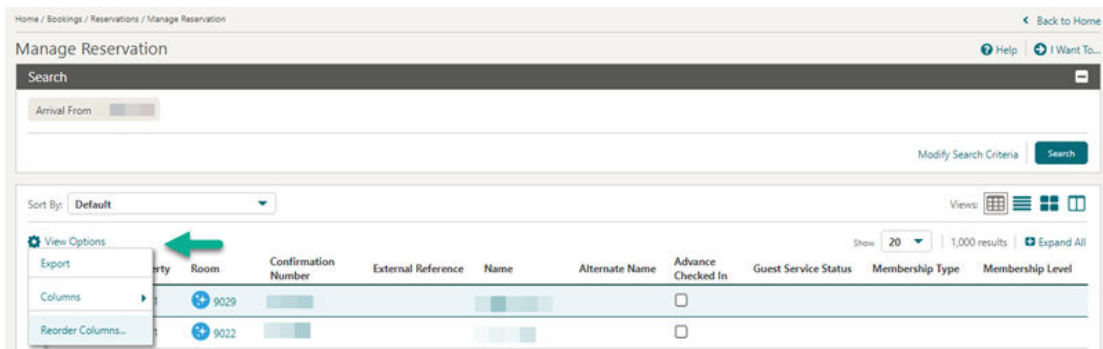 Home / Bookings / Reservations / Manage Reservation
Back to Home
Manage Reservation
Help
I Want To...
Search
Arrival From
Modify Search Criteria
Search
Sort By: Default
Views:
View Options
Show 20
1,000 results
Expand All
Export
Columns
Reorder Columns...
Room
Confirmation Number
External Reference
Name
Alternate Name
Advance Checked In
Guest Service Status
Membership Type
Membership Level
9029
9022